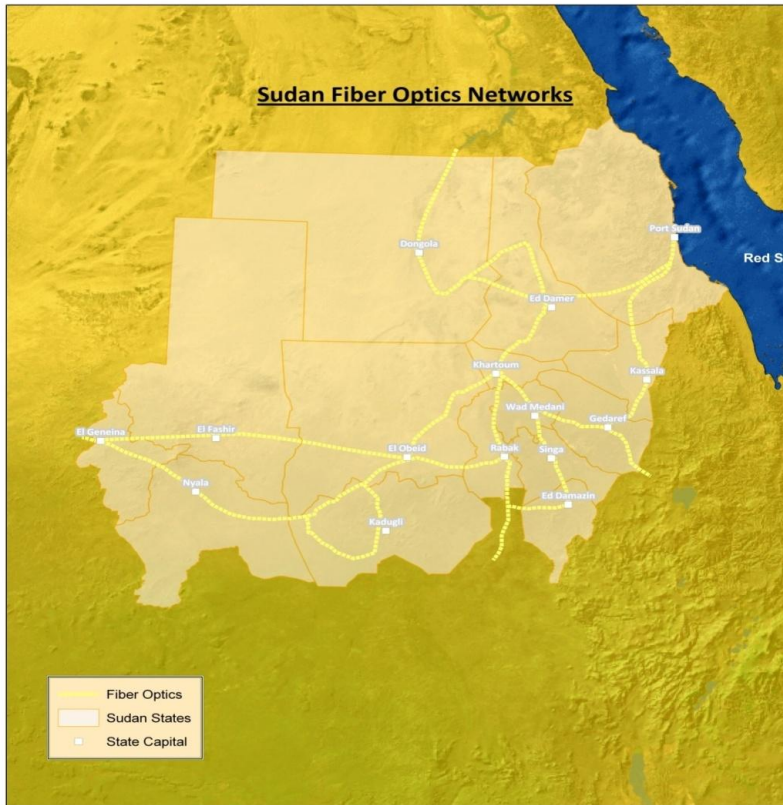 Sudan Fiber Optics Networks
Port Sudan
Dongola
Red S
Ed Damer
Khartoum
Kassala
Wad Medani
Gedaref
El Geneina
El Fashir
El Obeid
Rabak
Singa
Nyala
Ed Damazin
Kadugli
Fiber Optics
Sudan States
State Capital